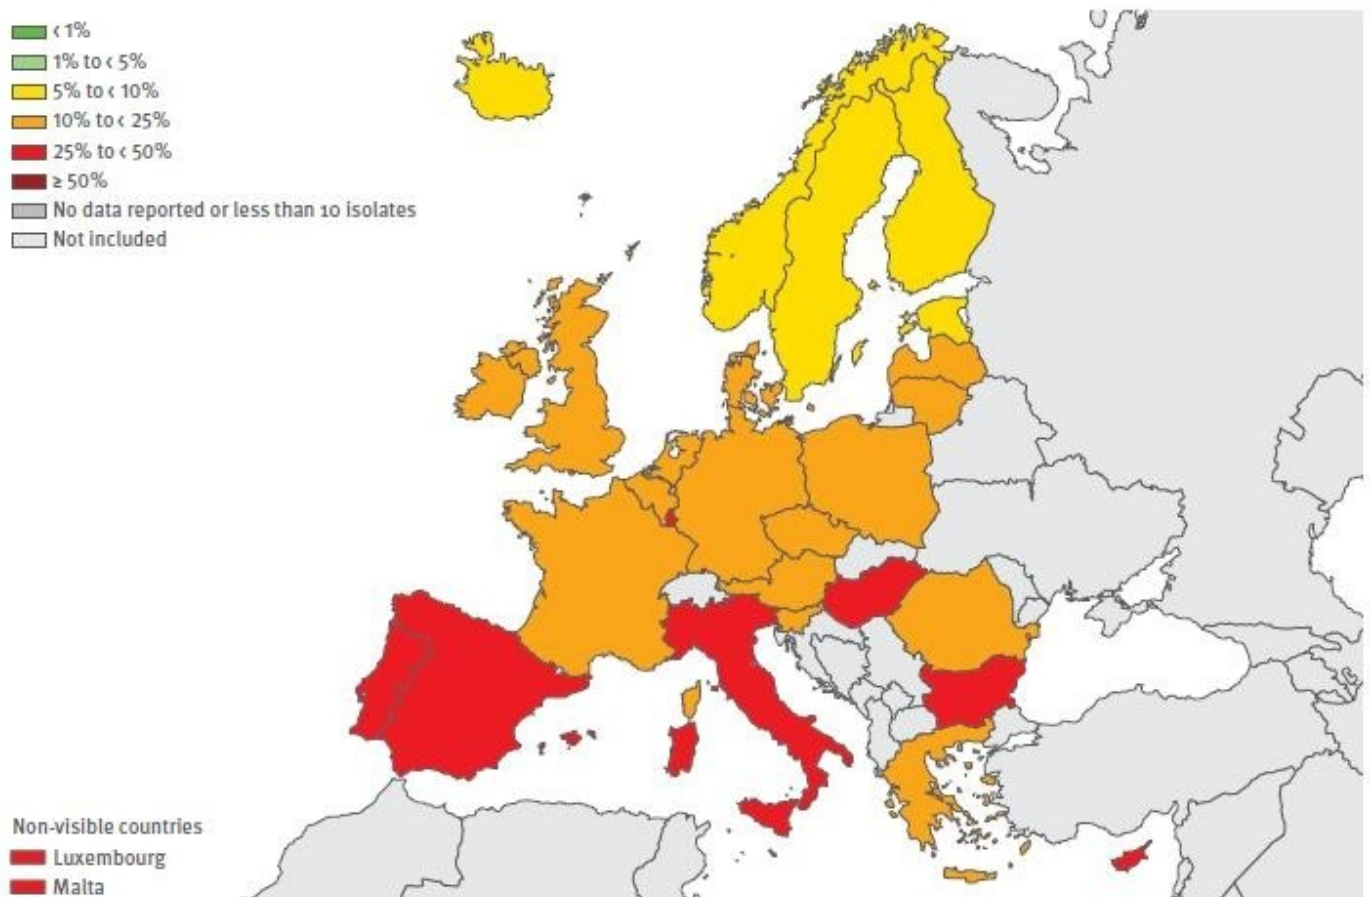 < 1%
1% to < 5%
5% to < 10%
10% to < 25%
25% to < 50%
≥ 50%
No data reported or less than 10 isolates
Not included
Non-visible countries
Luxembourg
Malta